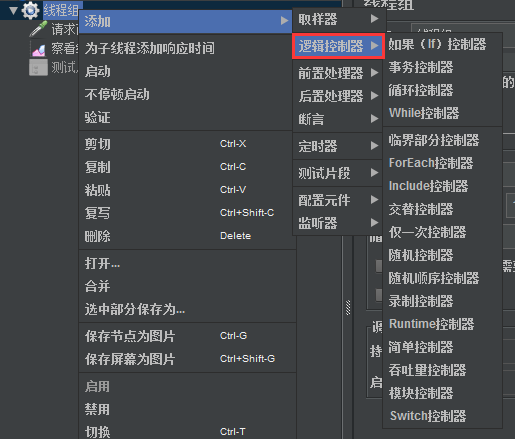 线程组
请求
察看
测试
添加
为子线程添加响应时间
启动
不停顿启动
验证
剪切 Ctrl-X
复制 Ctrl-C
粘贴 Ctrl-V
复写 Ctrl+Shift-C
删除 Delete
打开...
合并
选中部分保存为...
保存节点为图片 Ctrl-G
保存屏幕为图片 Ctrl+Shift-G
启用
禁用
切换 Ctrl-T
取样器
逻辑控制器
前置处理器
后置处理器
断言
定时器
测试片段
配置元件
监听器
如果（If）控制器
事务控制器
循环控制器
While控制器
临界部分控制器
ForEach控制器
Include控制器
交替控制器
仅一次控制器
随机控制器
随机顺序控制器
录制控制器
Runtime控制器
简单控制器
吞吐量控制器
模块控制器
Switch控制器
线程组
的
调
持
启